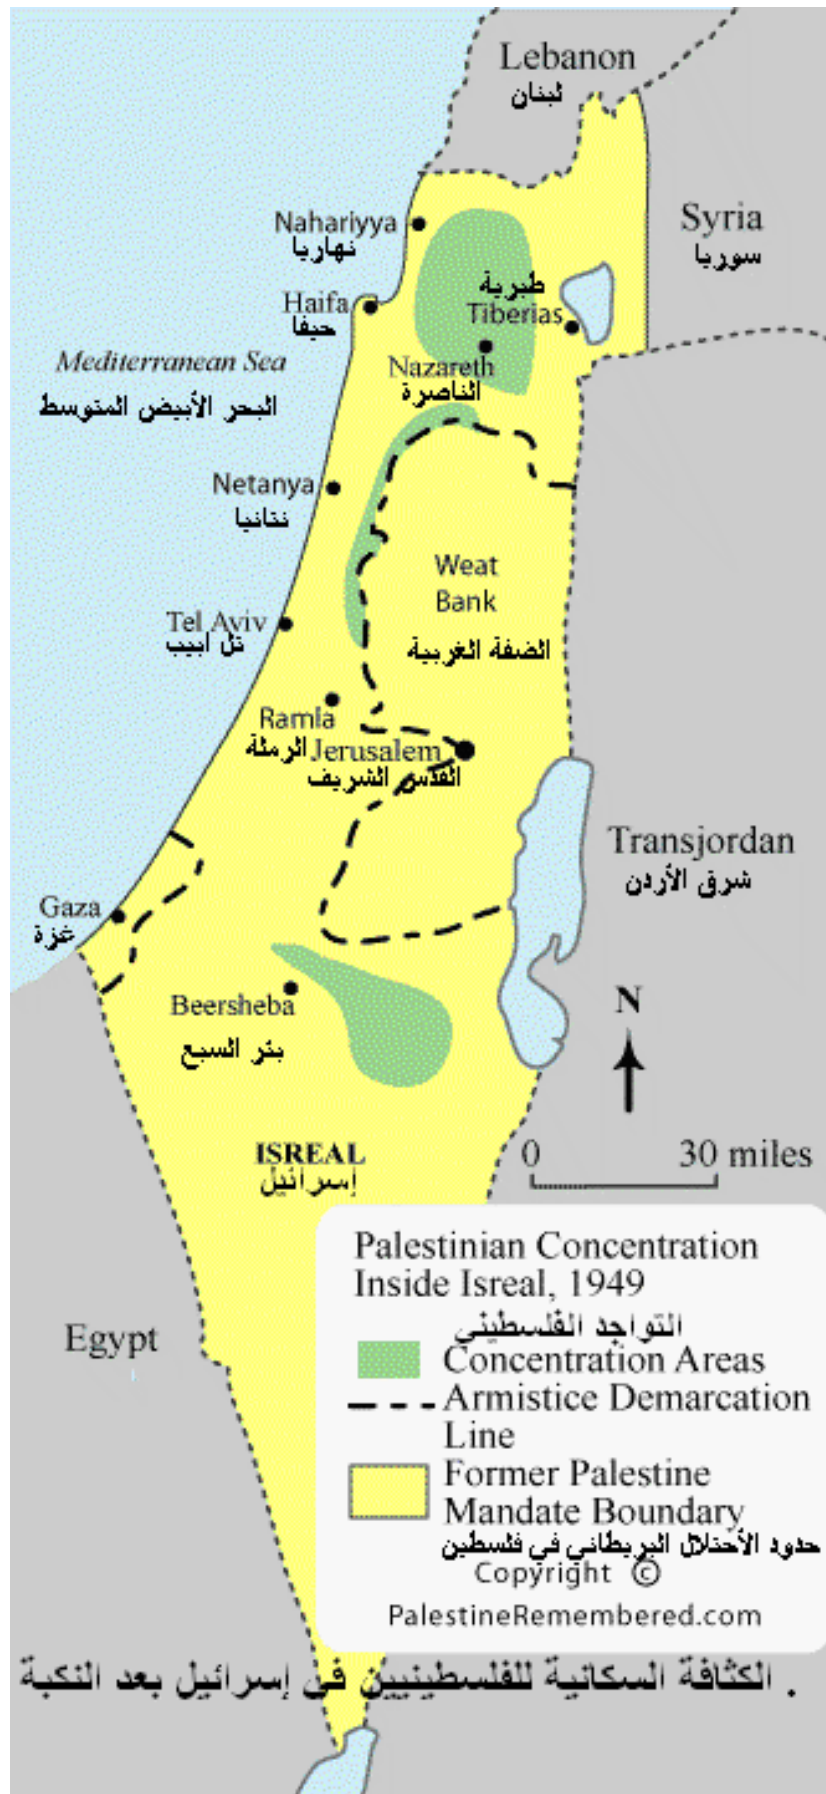 Lebanon
لبنان
Nahariyya
نهاريا
Syria
سوريا
طبرية
Haifa
حيفا
Tiberias
Mediterranean Sea
البحر الأبيض المتوسط
Nazareth
الناصرة
Netanya
نتانيا
Weat
Bank
الضفة الغربية
Tel Aviv
تل ابيب
Ramla
الرملة
Jerusalem
القدس الشريف
Transjordan
شرق الأردن
Gaza
غزة
Beersheba
بئر السبع
N
ISREAL
إسرائيل
0 30 miles
Palestinian Concentration
Inside Isreal, 1949
التواجد الفلسطيني
Concentration Areas
Armistice Demarcation
Line
Former Palestine
Mandate Boundary
حدود الأحتلال البريطاني في فلسطين
Copyright ©
PalestineRemembered.com
Egypt
الكثافة السكانية للفلسطينيين في إسرائيل بعد النكبة .